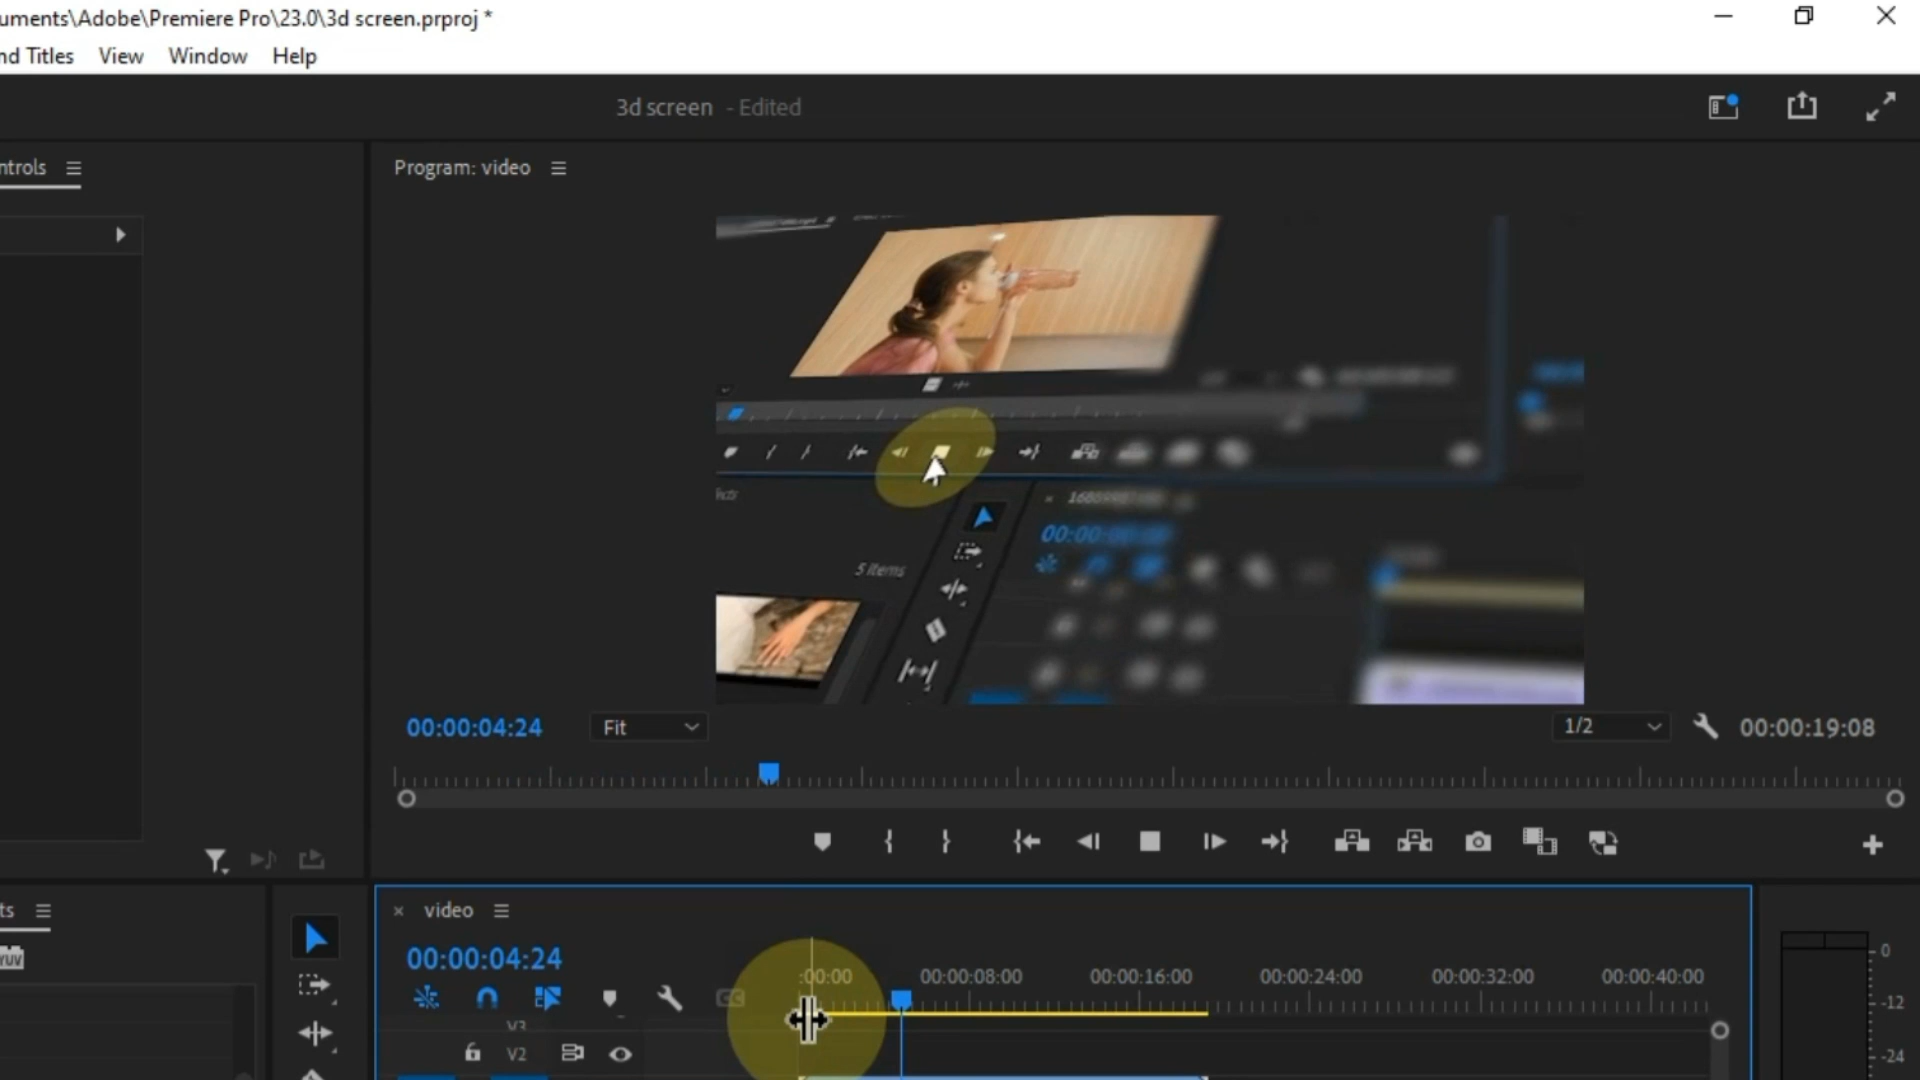 uments\Adobe\Premiere Pro\23.0\3d screen.prproj *
nd Titles View Window Help
3d screen - Edited
ntrols
Program: video
5 items
00:00:04:24 Fit 1/2 00:00:19:08
ts
× video
00:00:04:24
:00:00 00:00:08:00 00:00:16:00 00:00:24:00 00:00:32:00 00:00:40:00
V3
V2
YUV
0
-12
-24